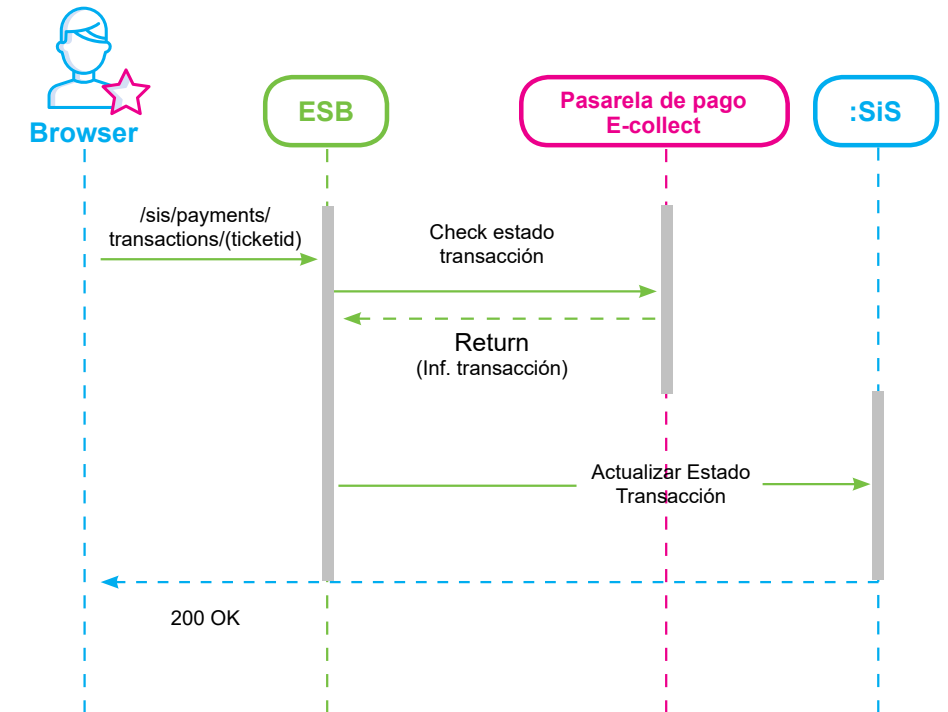 Browser
ESB
Pasarela de pago
E-collect
:SiS
/sis/payments/
transactions/(ticketid)
Check estado
transacción
Return
(Inf. transacción)
Actualizar Estado
Transacción
200 OK